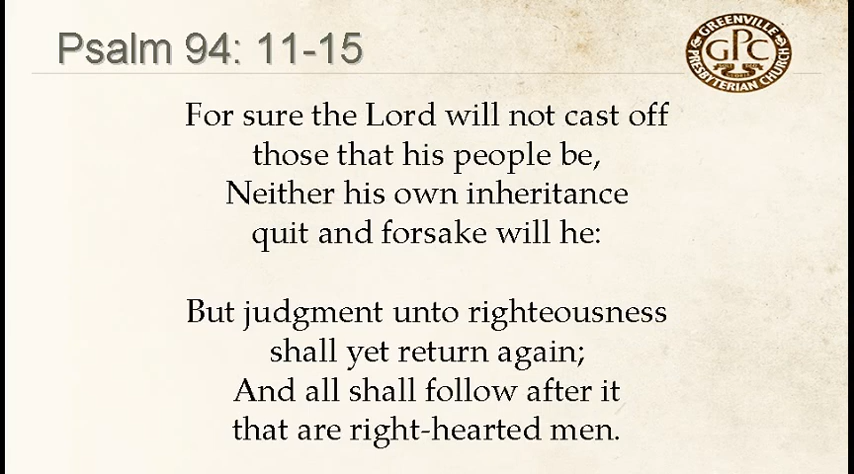 Psalm 94: 11-15
GREENVILLE
GPC
PRESBYTERIAN CHURCH
For sure the Lord will not cast off
those that his people be,
Neither his own inheritance
quit and forsake will he:
But judgment unto righteousness
shall yet return again;
And all shall follow after it
that are right-hearted men.